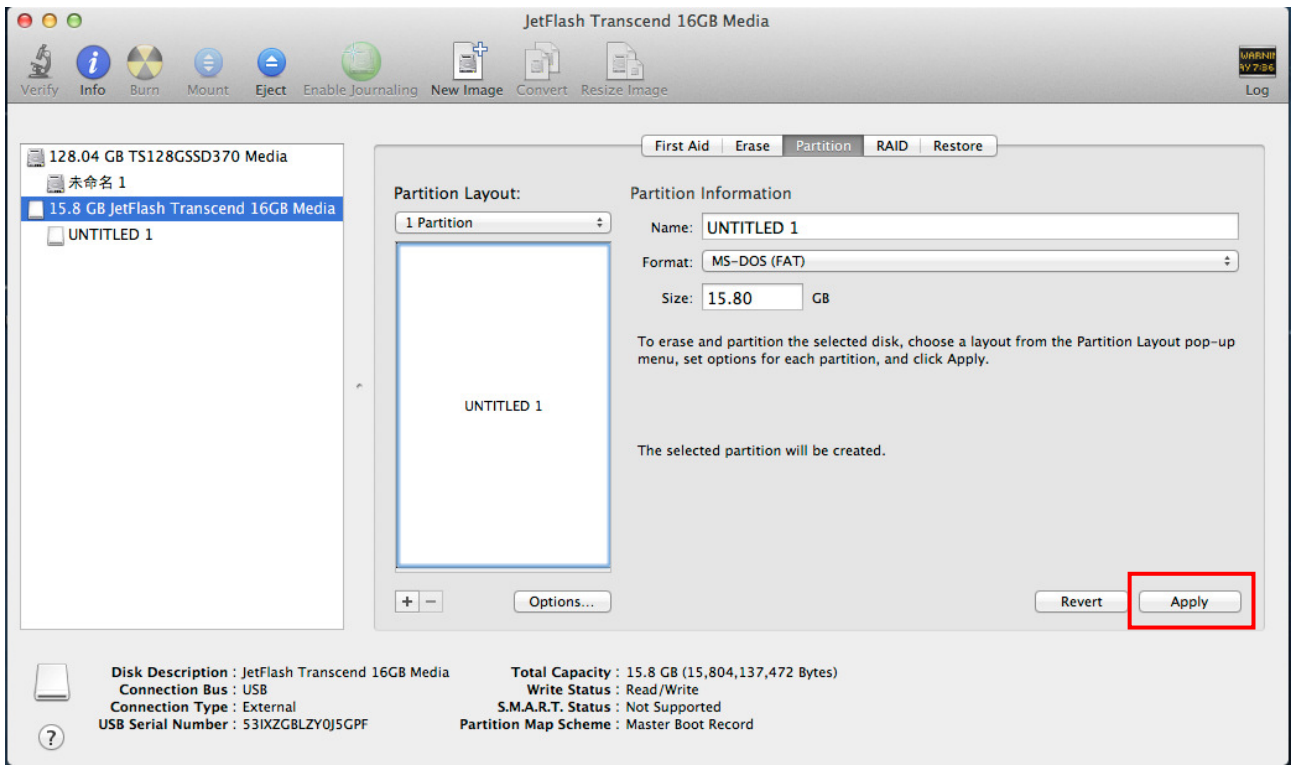 JetFlash Transcend 16GB Media
Verify Info Burn Mount Eject Enable Journaling New Image Convert Resize Image Log
WARNIN
AY 7:36
128.04 GB TS128GSSD370 Media
未命名 1
15.8 GB JetFlash Transcend 16GB Media
UNTITLED 1
First Aid Erase Partition RAID Restore
Partition Layout:
1 Partition
UNTITLED 1
+ − Options...
Partition Information
Name: UNTITLED 1
Format: MS-DOS (FAT)
Size: 15.80 GB
To erase and partition the selected disk, choose a layout from the Partition Layout pop-up
menu, set options for each partition, and click Apply.
The selected partition will be created.
Revert Apply
Disk Description : JetFlash Transcend 16GB Media
Connection Bus : USB
Connection Type : External
USB Serial Number : 53IXZGBLZY0J5GPF
Total Capacity : 15.8 GB (15,804,137,472 Bytes)
Write Status : Read/Write
S.M.A.R.T. Status : Not Supported
Partition Map Scheme : Master Boot Record
?